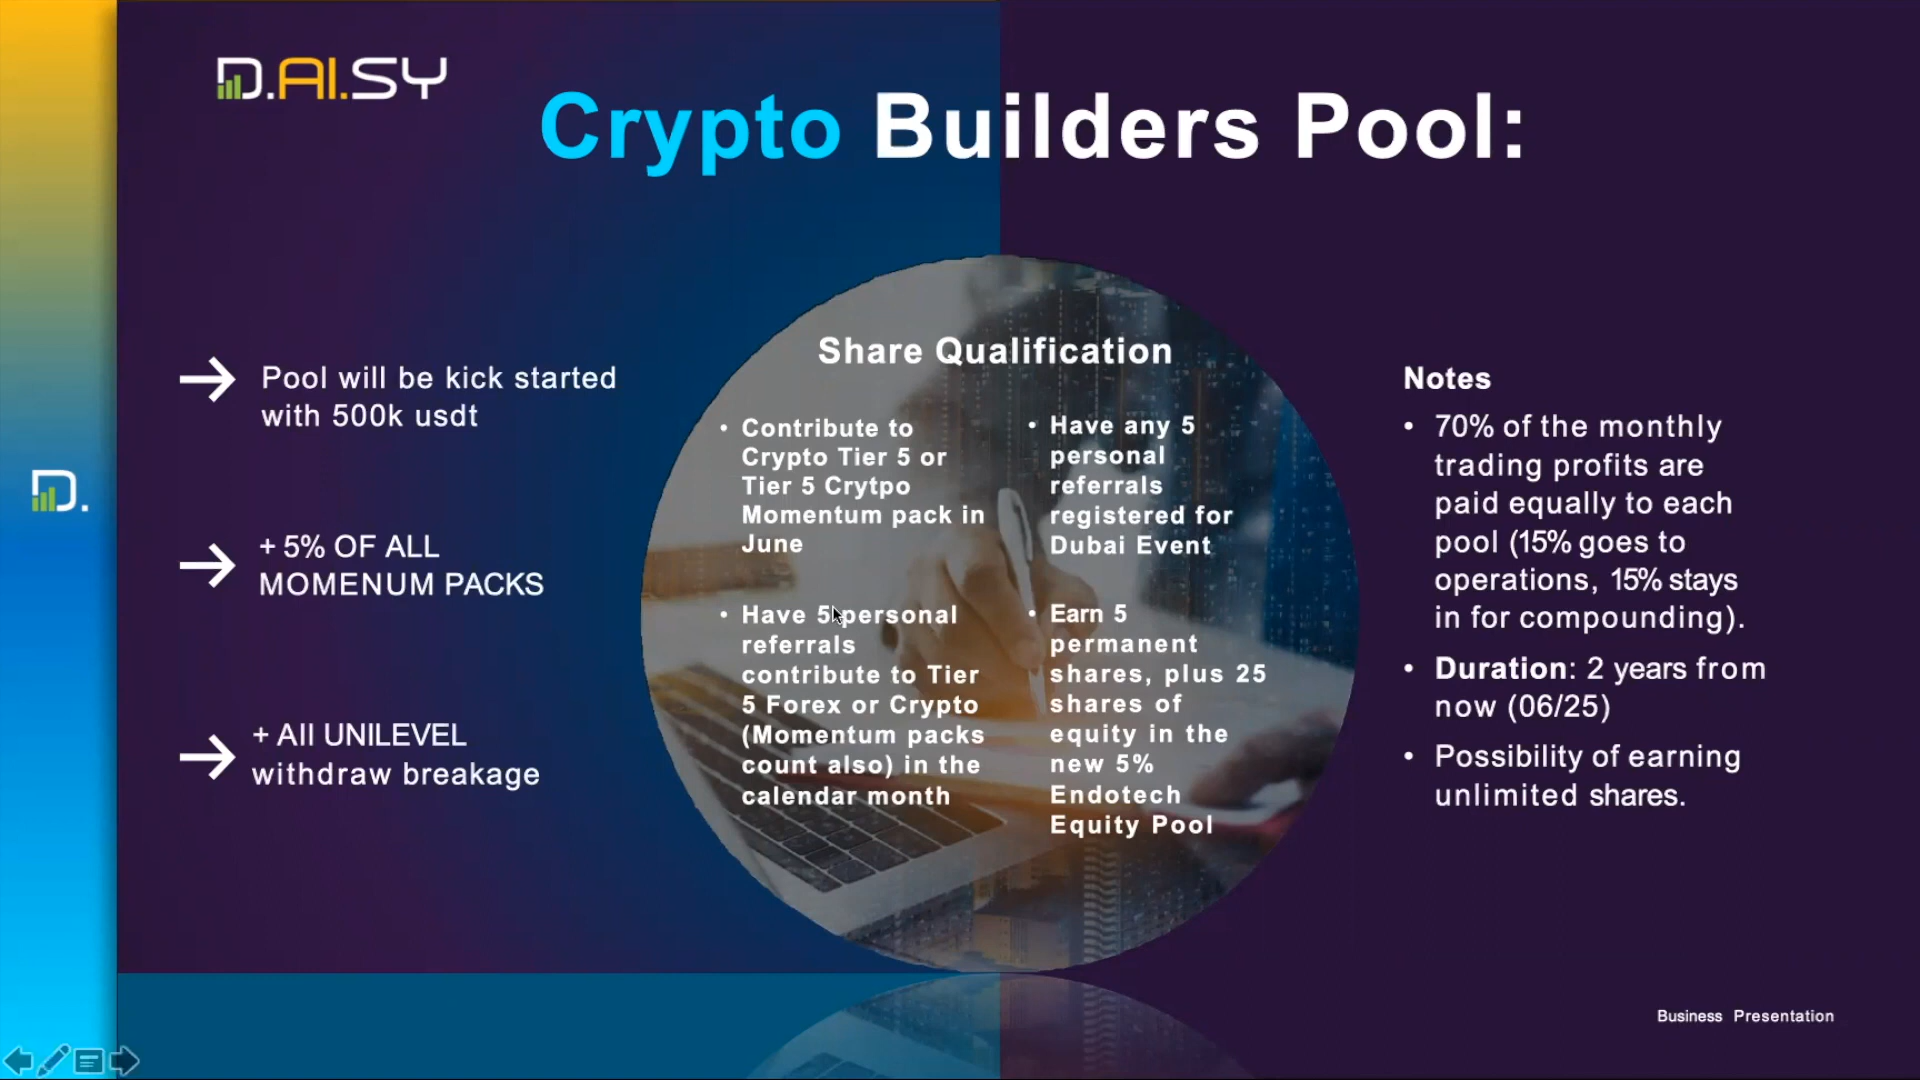 D.AI.SY
Crypto Builders Pool:
Pool will be kick started
with 500k usdt
D.
+ 5% OF ALL
MOMENUM PACKS
+ All UNILEVEL
withdraw breakage
Share Qualification
• Contribute to
Crypto Tier 5 or
Tier 5 Crytpo
Momentum pack in
June
• Have 5 personal
referrals
contribute to Tier
5 Forex or Crypto
(Momentum packs
count also) in the
calendar month
• Have any 5
personal
referrals
registered for
Dubai Event
• Earn 5
permanent
shares, plus 25
shares of
equity in the
new 5%
Endotech
Equity Pool
Notes
• 70% of the monthly
trading profits are
paid equally to each
pool (15% goes to
operations, 15% stays
in for compounding).
• Duration: 2 years from
now (06/25)
• Possibility of earning
unlimited shares.
Business Presentation